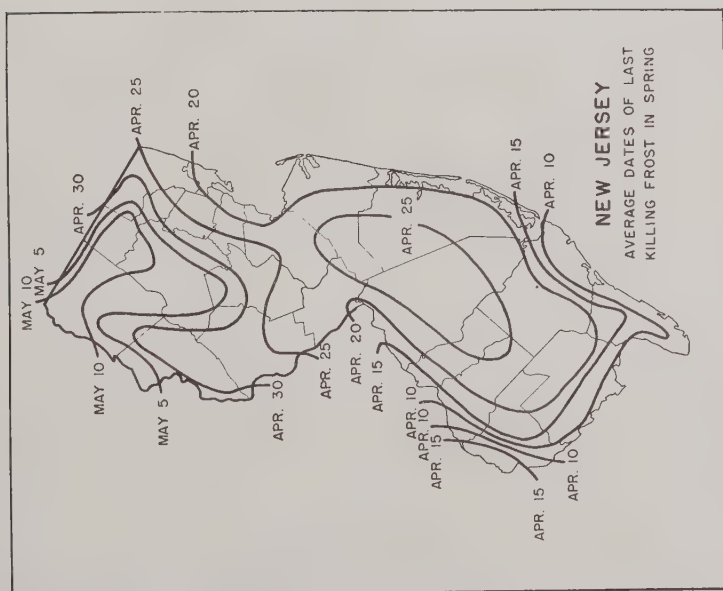 MAY 10
MAY 5
APR. 30
APR. 25
APR. 20
MAY 10
MAY 5
APR. 30
APR. 25
APR. 20
APR. 15
APR. 10
APR. 10
APR. 15
APR. 15
APR. 10
APR. 25
APR. 15
APR. 10
NEW JERSEY
AVERAGE DATES OF LAST
KILLING FROST IN SPRING